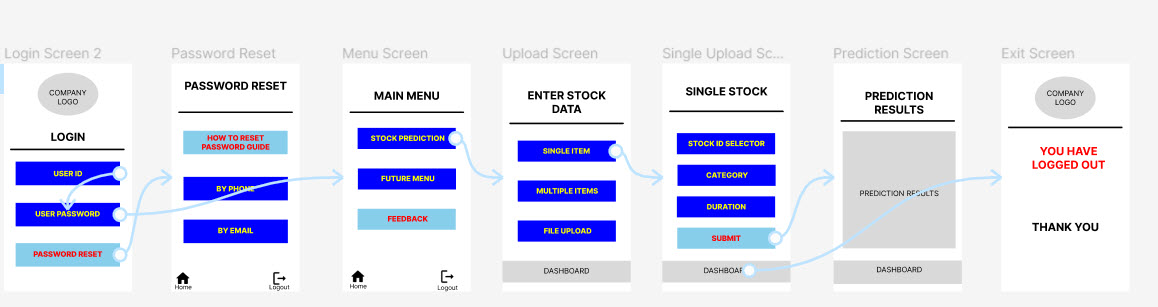 Login Screen 2
COMPANY
LOGO
LOGIN
USER ID
USER PASSWORD
PASSWORD RESET
Password Reset
PASSWORD RESET
HOW TO RESET
PASSWORD GUIDE
BY PHONE
BY EMAIL
Home
Logout
Menu Screen
MAIN MENU
STOCK PREDICTION
FUTURE MENU
FEEDBACK
Home
Logout
Upload Screen
ENTER STOCK
DATA
SINGLE ITEM
MULTIPLE ITEMS
FILE UPLOAD
DASHBOARD
Single Upload Sc...
SINGLE STOCK
STOCK ID SELECTOR
CATEGORY
DURATION
SUBMIT
DASHBOARD
Prediction Screen
PREDICTION
RESULTS
PREDICTION RESULTS
DASHBOARD
Exit Screen
COMPANY
LOGO
YOU HAVE
LOGGED OUT
THANK YOU